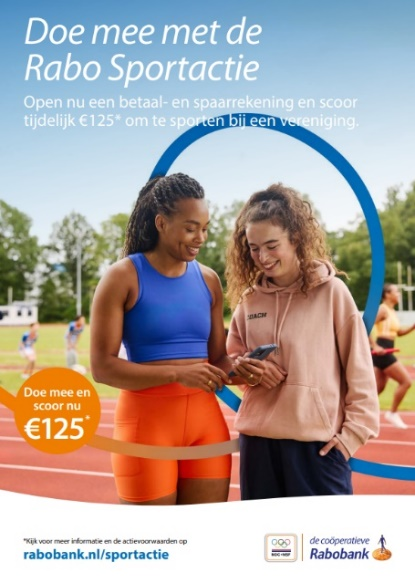 Doe mee met de
Rabo Sportactie
Open nu een betaal- en spaarrekening en scoor
tijdelijk €125* om te sporten bij een vereniging.
COACH
Doe mee en
scoor nu
€125*
*Kijk voor meer informatie en de actievoorwaarden op
rabobank.nl/sportactie
NOC*NSF
de coöperatieve
Rabobank